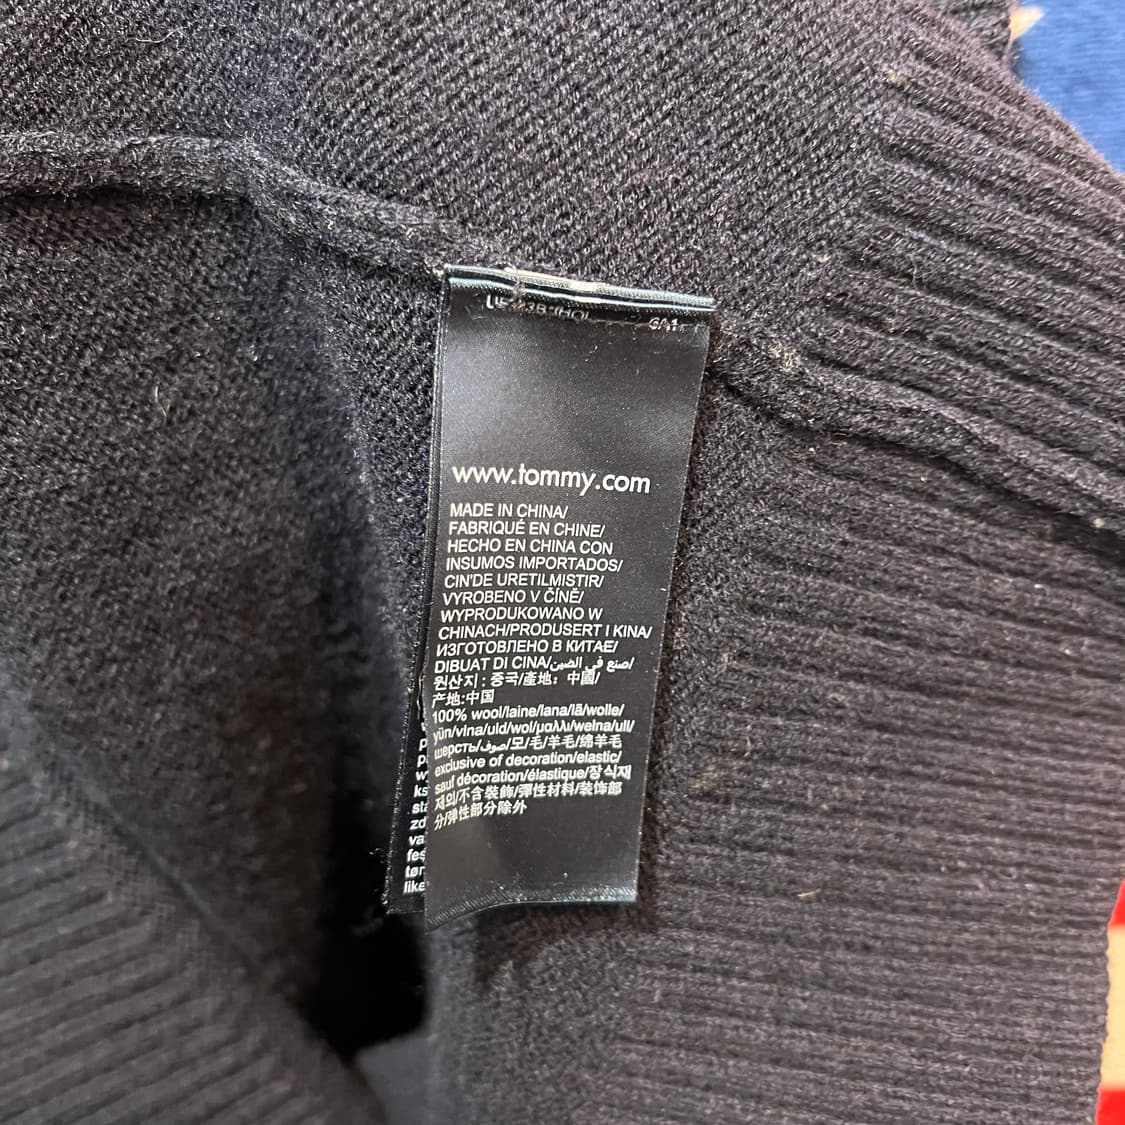 www.tommy.com
MADE IN CHINA/
FABRIQUÉ EN CHINE/
HECHO EN CHINA CON
INSUMOS IMPORTADOS/
CIN'DE URETILMISTIR/
VYROBENO V ČÍNĚ/
WYPRODUKOWANO W
CHINACH/PRODUSERT I KINA/
ИЗГОТОВЛЕНО В КИТАЕ/
DIBUAT DI CINA/صنع في الصين/
원산지 : 중국/產地：中國/
产地:中国
100% wool/laine/lana/lã/wolle/
yün/vlna/uld/wol/μαλλι/wełna/ull/
шерсть/صوف/모/毛/羊毛/绵羊毛
exclusive of decoration/elastic/
sauf décoration/élastique/장식재
제외/不含裝飾/彈性材料/装饰部
分/弹性部分除外